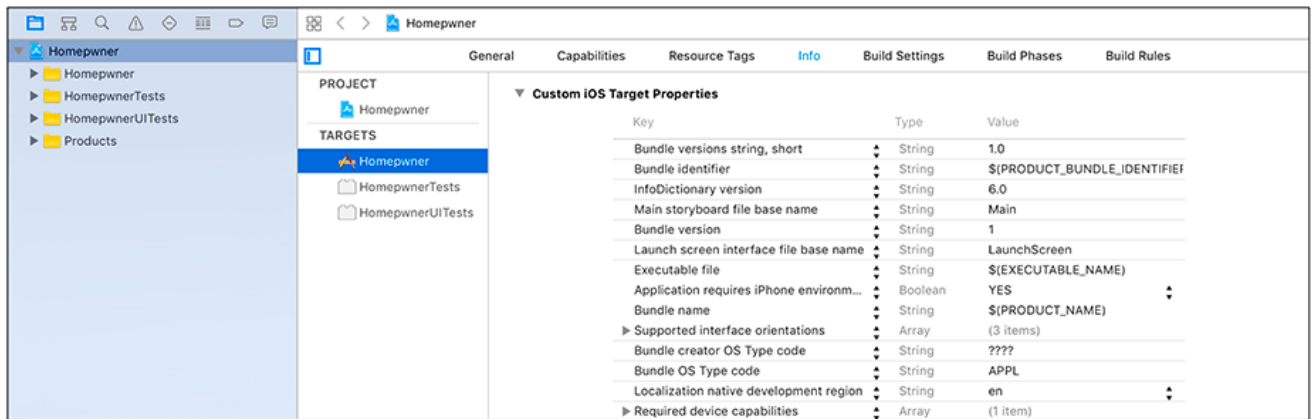 Homepwner
General Capabilities Resource Tags Info Build Settings Build Phases Build Rules
Homepwner
Homepwner
HomepwnerTests
HomepwnerUITests
Products
PROJECT
Homepwner
TARGETS
Homepwner
HomepwnerTests
HomepwnerUITests
Custom iOS Target Properties
Key Type Value
Bundle versions string, short String 1.0
Bundle identifier String $(PRODUCT_BUNDLE_IDENTIFIER
InfoDictionary version String 6.0
Main storyboard file base name String Main
Bundle version String 1
Launch screen interface file base name String LaunchScreen
Executable file String $(EXECUTABLE_NAME)
Application requires iPhone environm... Boolean YES
Bundle name String $(PRODUCT_NAME)
Supported interface orientations Array (3 items)
Bundle creator OS Type code String ????
Bundle OS Type code String APPL
Localization native development region String en
Required device capabilities Array (1 item)